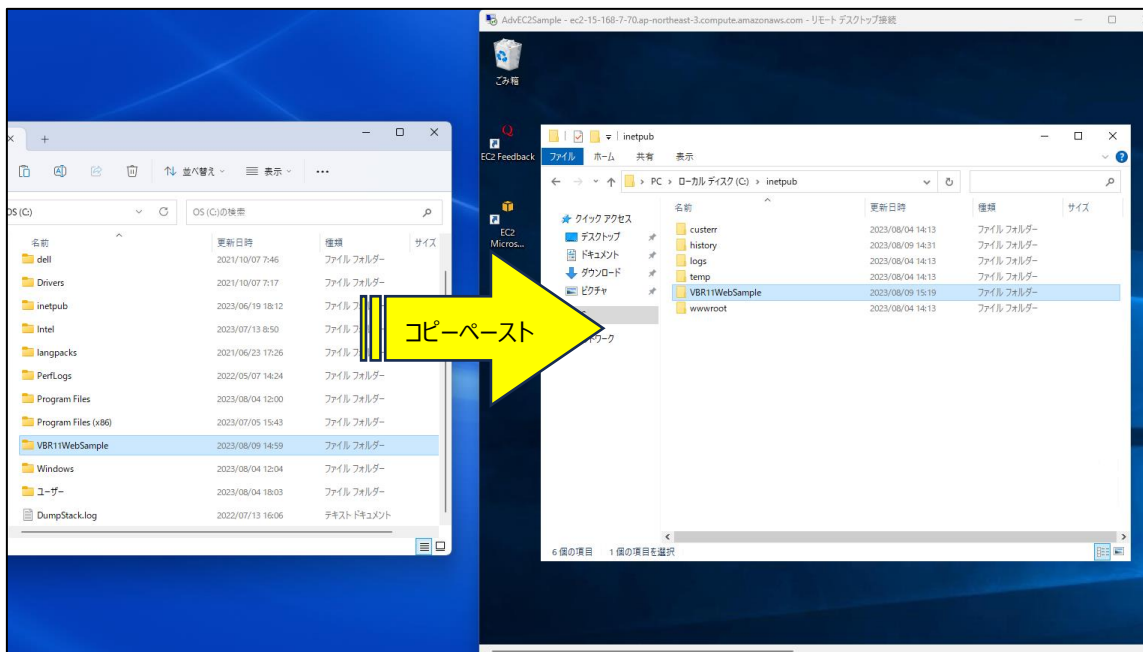 AdvEC2Sample - ec2-15-168-7-70.ap-northeast-3.compute.amazonaws.com - リモート デスクトップ接続
ごみ箱
EC2 Feedback
EC2
Micros...
並べ替え
表示
OS (C:)
OS (C:)の検索
名前 更新日時 種類 サイズ
dell 2021/10/07 7:46 ファイル フォルダー
Drivers 2021/10/07 7:17 ファイル フォルダー
inetpub 2023/06/19 18:12 ファイル フ
Intel 2023/07/13 8:50 ファイル フ
langpacks 2021/06/23 17:26 ファイル フ
PerfLogs 2022/05/07 14:24 ファイル フ
Program Files 2023/08/04 12:00 ファイル フォルダー
Program Files (x86) 2023/07/05 15:43 ファイル フォルダー
VBR11WebSample 2023/08/09 14:59 ファイル フォルダー
Windows 2023/08/04 12:04 ファイル フォルダー
ユーザー 2023/08/04 18:03 ファイル フォルダー
DumpStack.log 2022/07/13 16:06 テキスト ドキュメント
コピーペースト
inetpub
ファイル ホーム 共有 表示
PC › ローカル ディスク (C:) › inetpub
クイック アクセス
デスクトップ
ドキュメント
ダウンロード
ピクチャ
トワーク
名前 更新日時 種類 サイズ
custerr 2023/08/04 14:13 ファイル フォルダー
history 2023/08/09 14:31 ファイル フォルダー
logs 2023/08/04 14:13 ファイル フォルダー
temp 2023/08/04 14:13 ファイル フォルダー
VBR11WebSample 2023/08/09 15:19 ファイル フォルダー
wwwroot 2023/08/04 14:13 ファイル フォルダー
6 個の項目 1 個の項目を選択